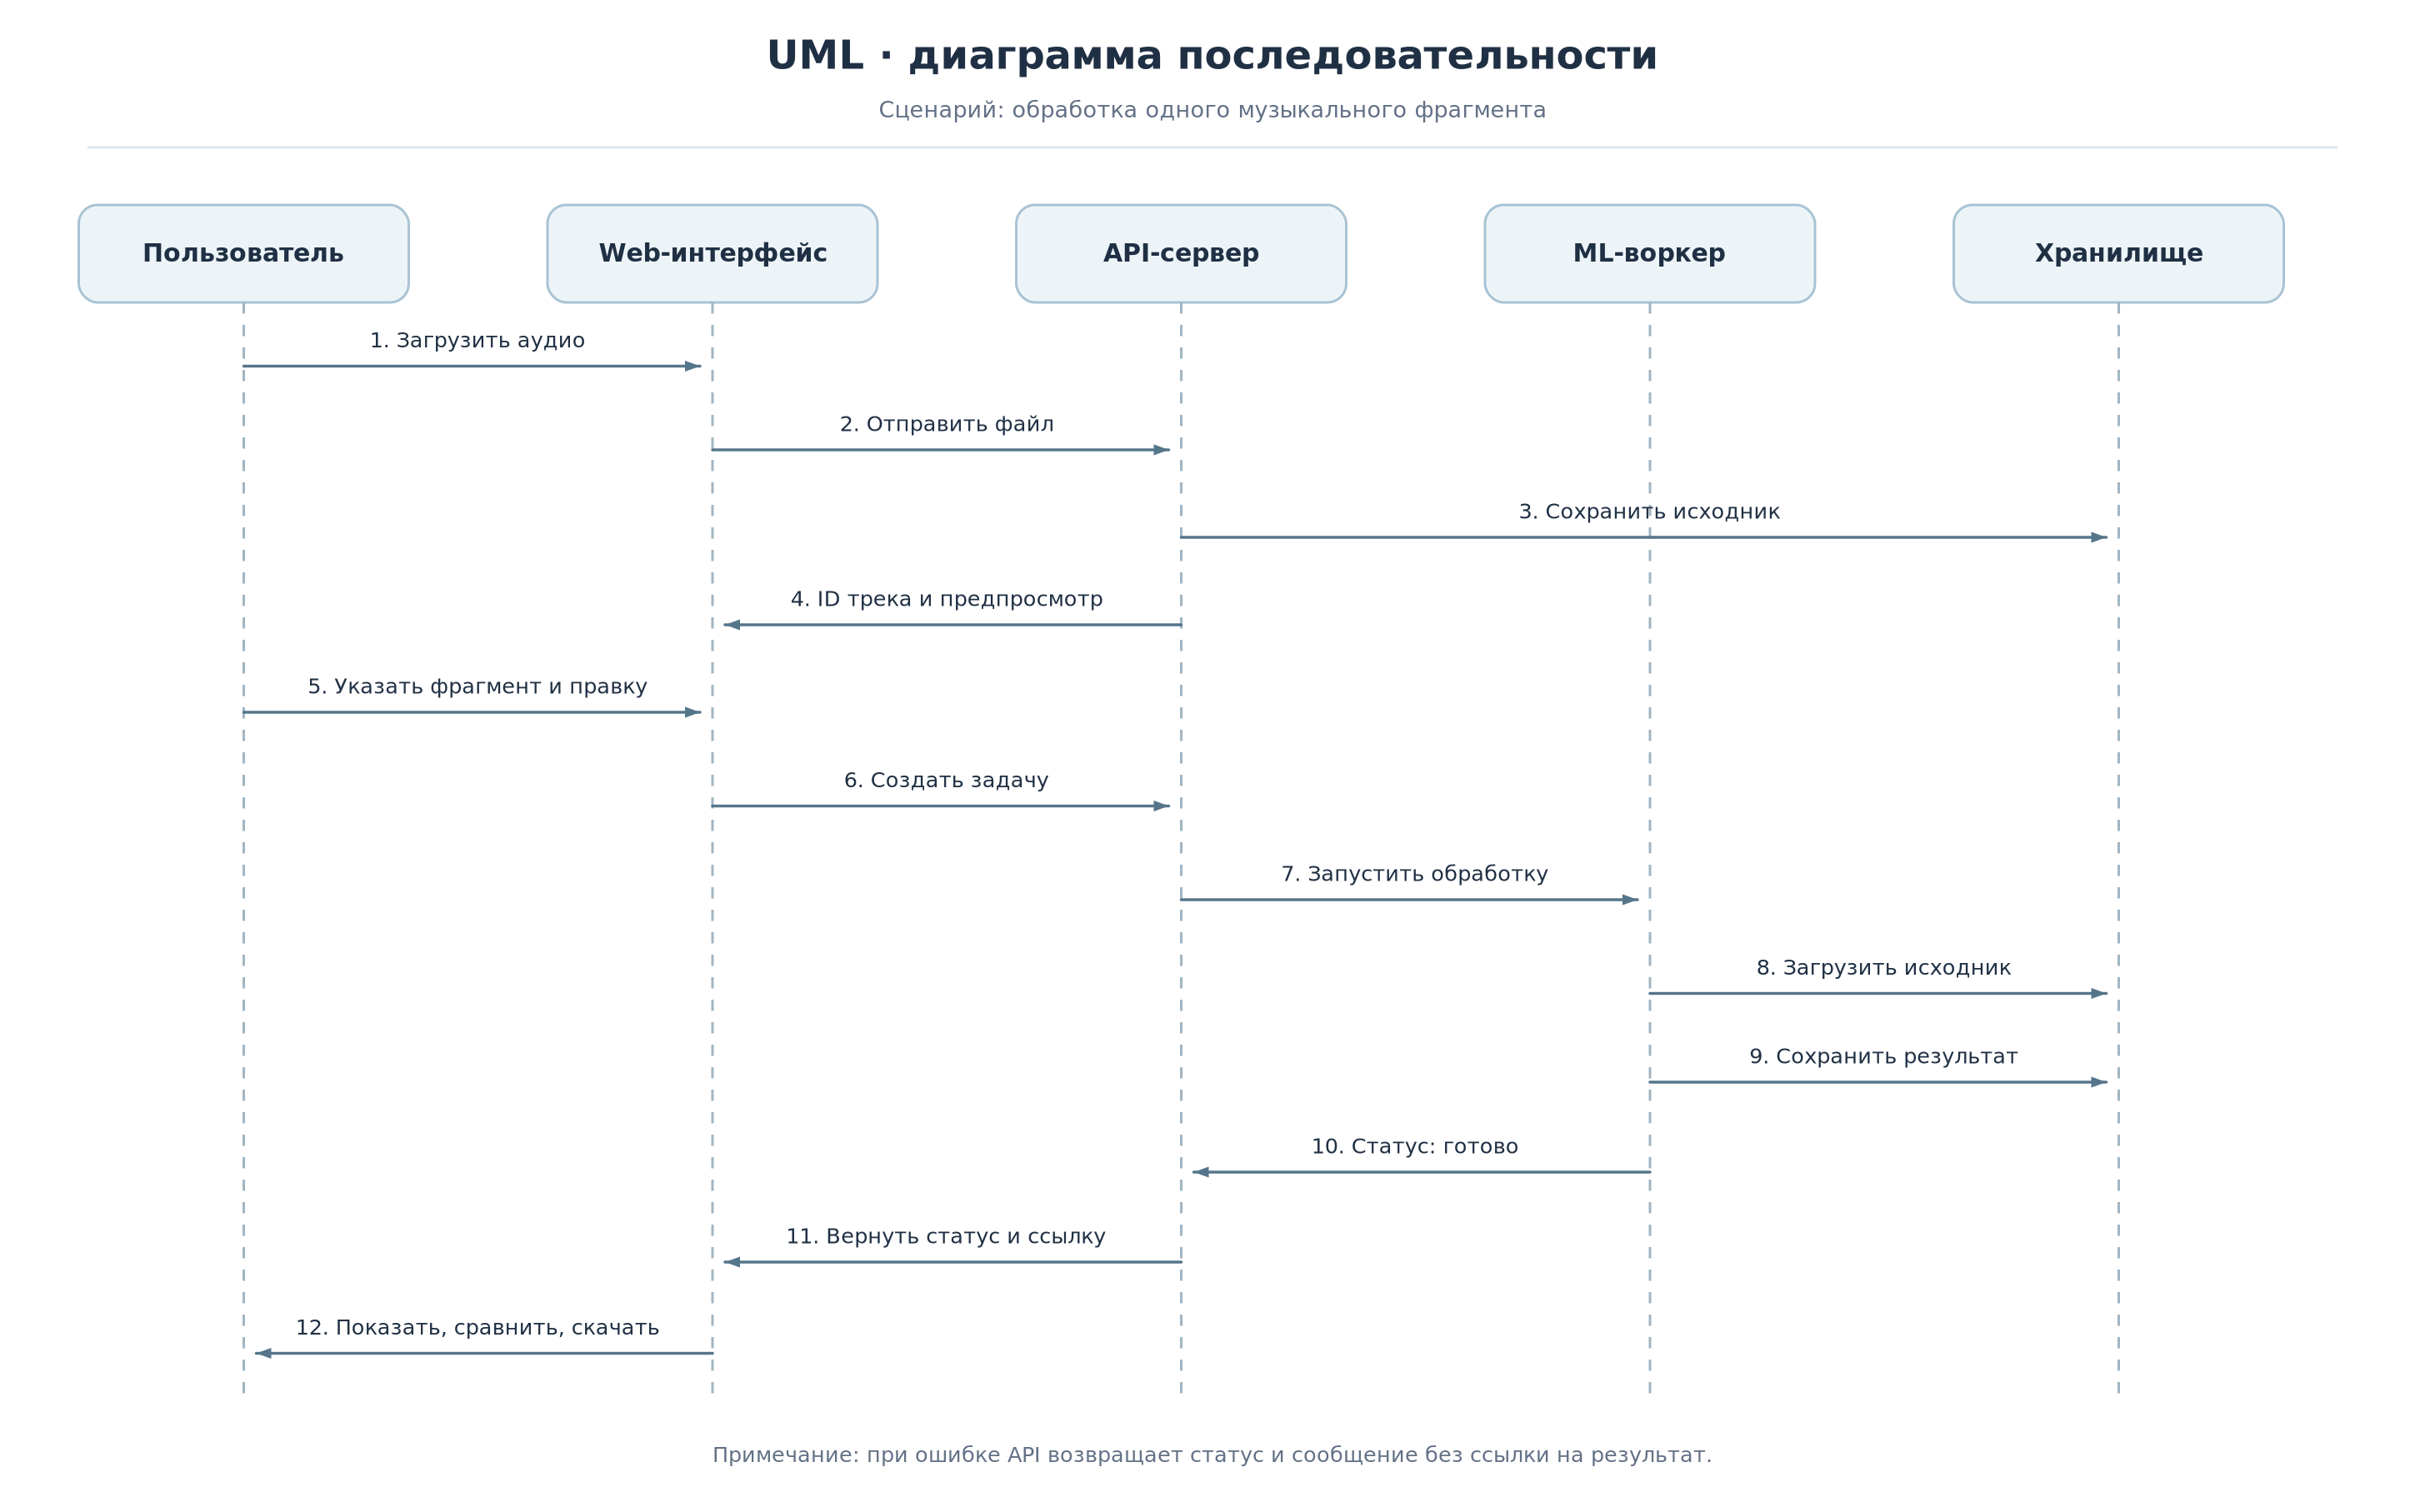 UML · диаграмма последовательности
Сценарий: обработка одного музыкального фрагмента
Пользователь
Web-интерфейс
API-сервер
ML-воркер
Хранилище
1. Загрузить аудио
2. Отправить файл
3. Сохранить исходник
4. ID трека и предпросмотр
5. Указать фрагмент и правку
6. Создать задачу
7. Запустить обработку
8. Загрузить исходник
9. Сохранить результат
10. Статус: готово
11. Вернуть статус и ссылку
12. Показать, сравнить, скачать
Примечание: при ошибке API возвращает статус и сообщение без ссылки на результат.